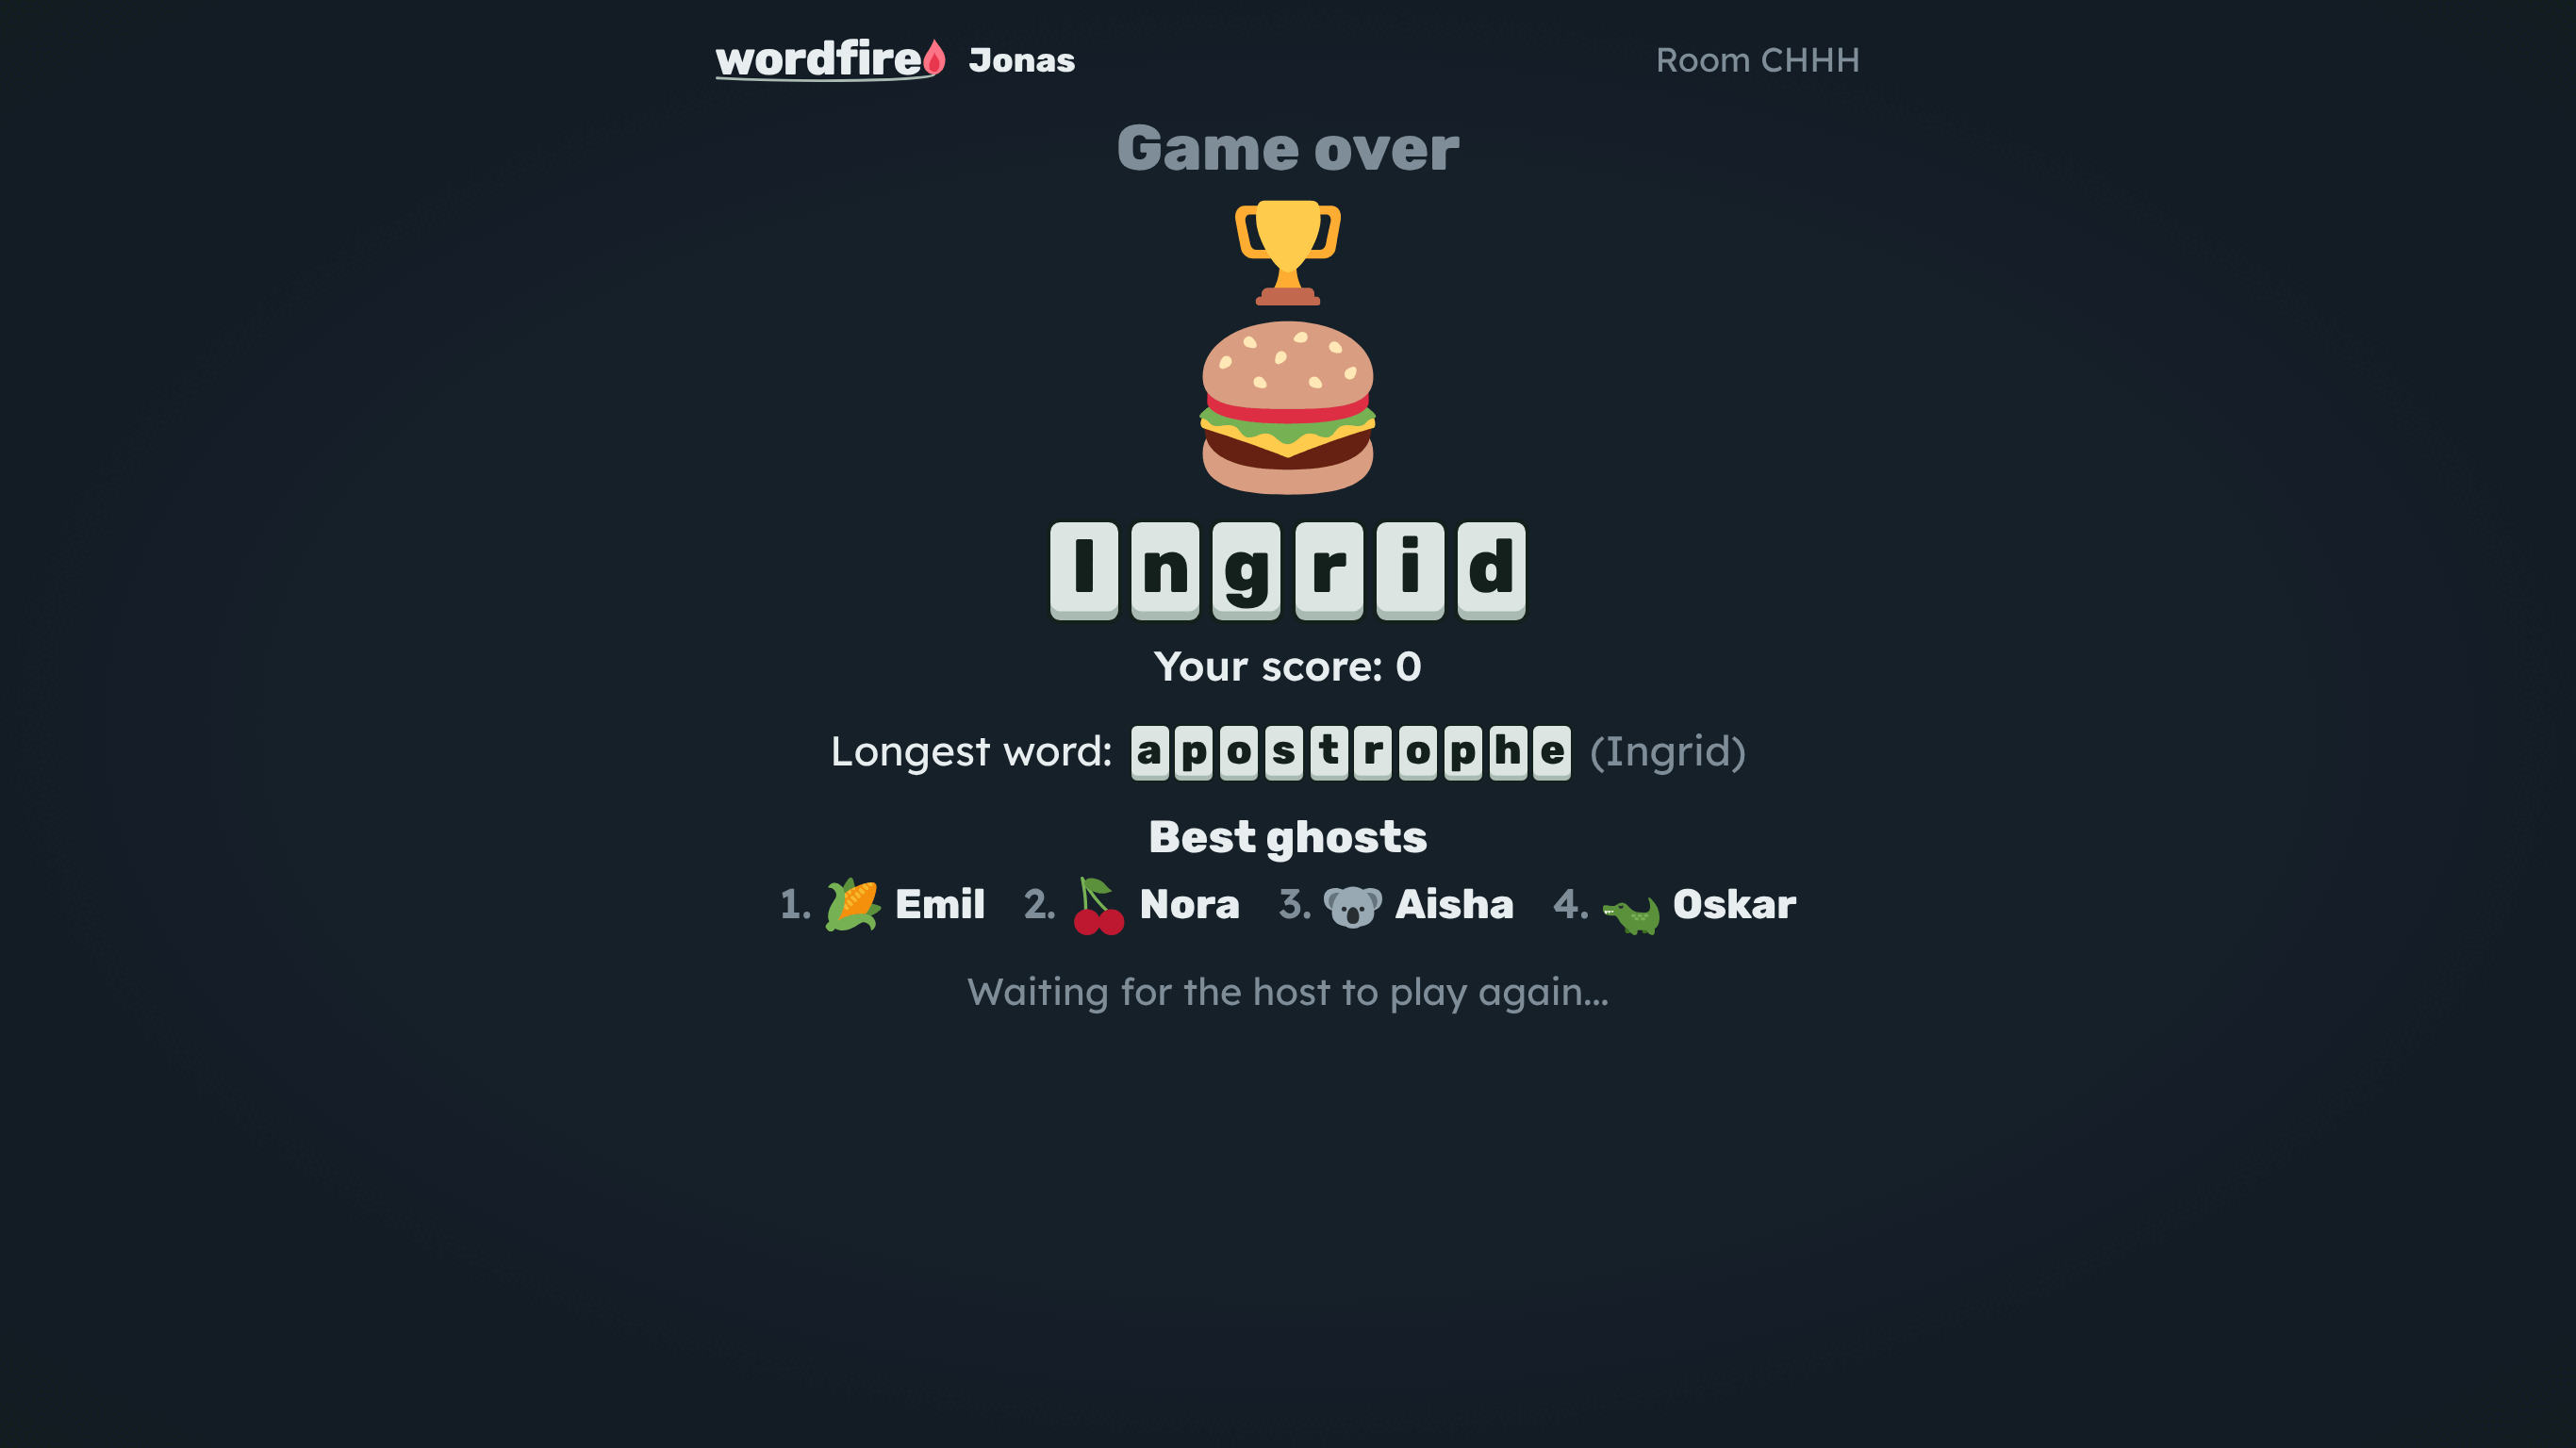 wordfire Jonas Room CHHH
Game over
Ingrid
Your score: 0
Longest word: apostrophe (Ingrid)
Best ghosts
1. Emil 2. Nora 3. Aisha 4. Oskar
Waiting for the host to play again...